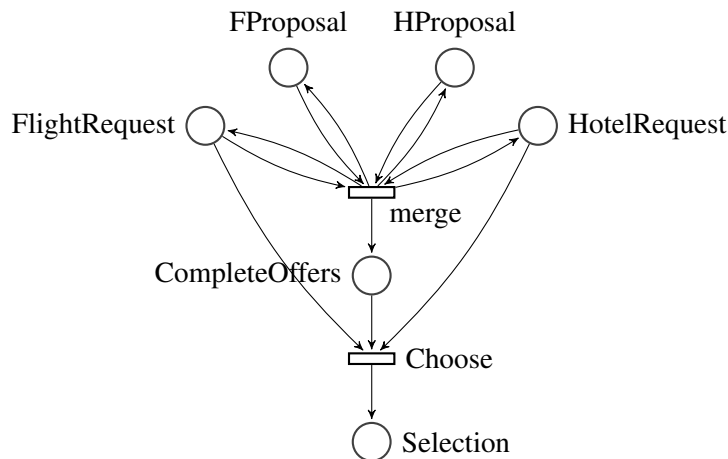 FProposal HProposal
FlightRequest HotelRequest
merge
CompleteOffers
Choose
Selection